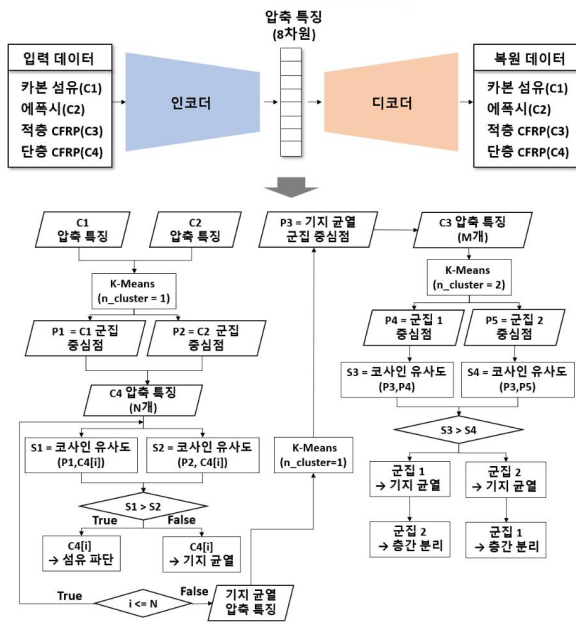 압축 특징
(8차원)
입력 데이터
카본 섬유(C1)
에폭시(C2)
적층 CFRP(C3)
단층 CFRP(C4)
인코더
디코더
복원 데이터
카본 섬유(C1)
에폭시(C2)
적층 CFRP(C3)
단층 CFRP(C4)
C1
압축 특징
C2
압축 특징
K-Means
(n_cluster = 1)
P1 = C1 군집
중심점
P2 = C2 군집
중심점
C4 압축 특징
(N개)
S1 = 코사인 유사도
(P1,C4[i])
S2 = 코사인 유사도
(P2, C4[i])
S1 > S2
True
False
C4[i]
→ 섬유 파단
C4[i]
→ 기지 균열
True
i <= N
False
기지 균열
압축 특징
K-Means
(n_cluster=1)
P3 = 기지 균열
군집 중심점
C3 압축 특징
(M개)
K-Means
(n_cluster = 2)
P4 = 군집 1
중심점
P5 = 군집 2
중심점
S3 = 코사인 유사도
(P3,P4)
S4 = 코사인 유사도
(P3,P5)
S3 > S4
군집 1
→ 기지 균열
군집 2
→ 기지 균열
군집 2
→ 층간 분리
군집 1
→ 층간 분리